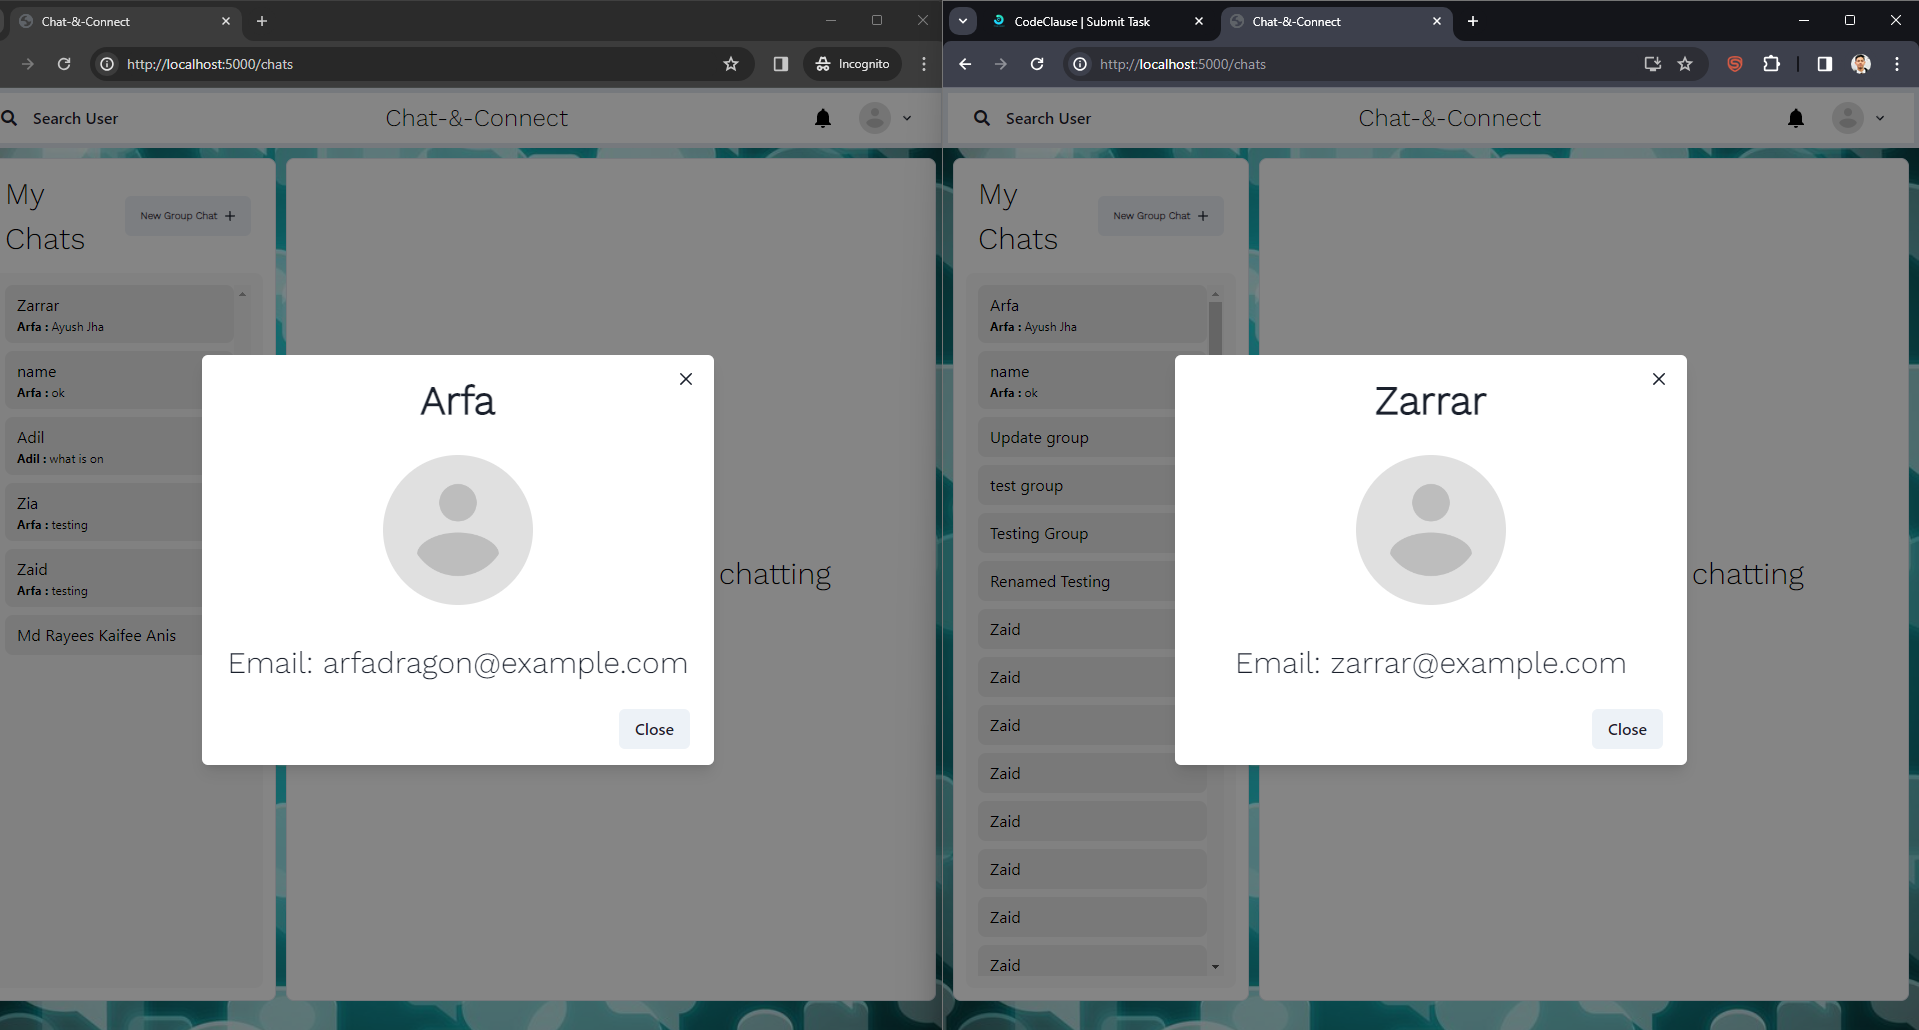 Chat-&-Connect
http://localhost:5000/chats
Incognito
Search User
Chat-&-Connect
My
Chats
New Group Chat +
Zarrar
Arfa : Ayush Jha
name
Arfa : ok
Adil
Adil : what is on
Zia
Arfa : testing
Zaid
Arfa : testing
Md Rayees Kaifee Anis
chatting
Arfa
Email: arfadragon@example.com
Close
CodeClause | Submit Task
Chat-&-Connect
http://localhost:5000/chats
Search User
Chat-&-Connect
My
Chats
New Group Chat +
Arfa
Arfa : Ayush Jha
name
Arfa : ok
Update group
test group
Testing Group
Renamed Testing
Zaid
Zaid
Zaid
Zaid
Zaid
Zaid
Zaid
Zaid
chatting
Zarrar
Email: zarrar@example.com
Close